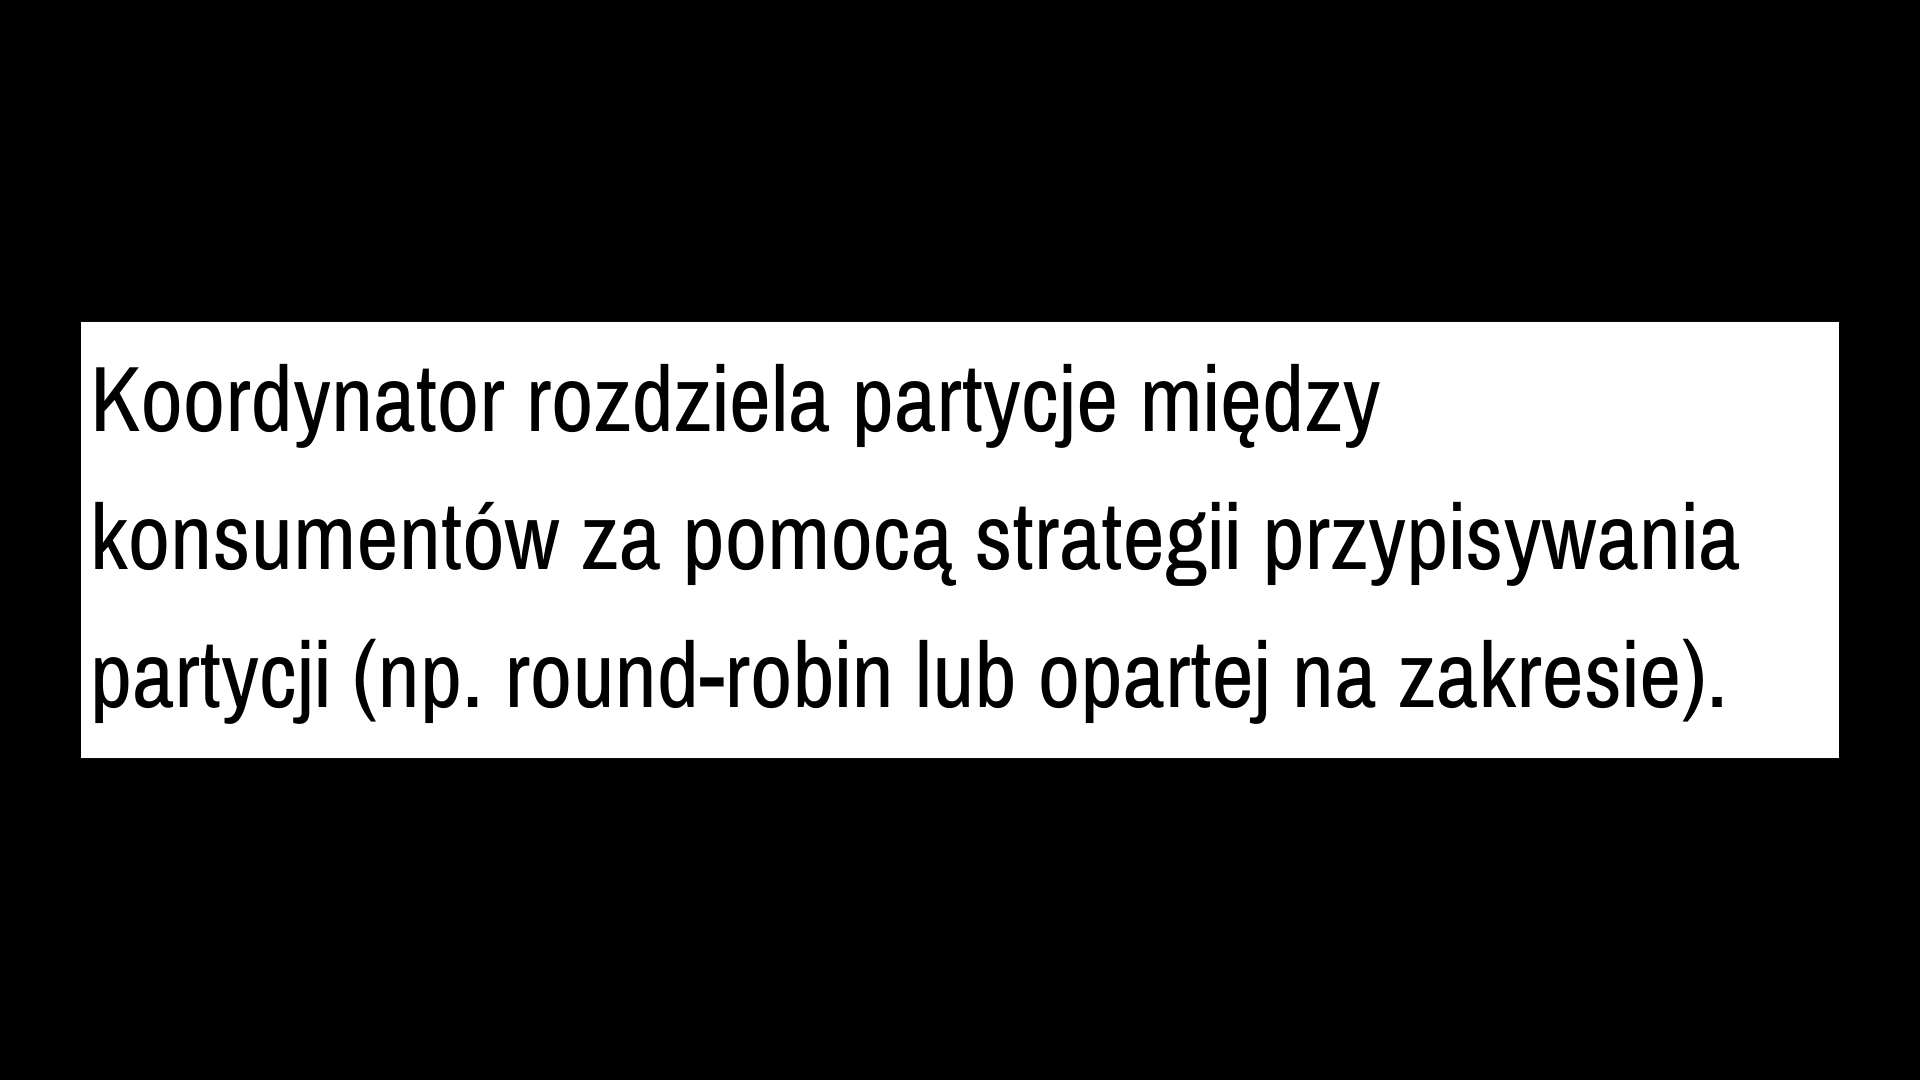 Koordynator rozdziela partycje między
konsumentów za pomocą strategii przypisywania
partycji (np. round-robin lub opartej na zakresie).